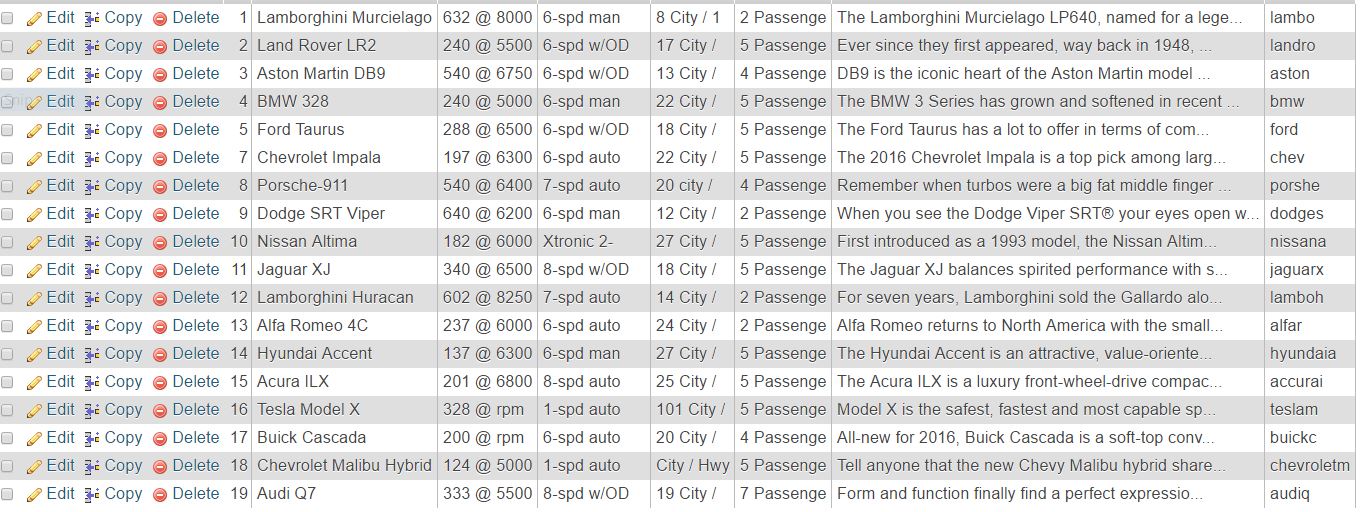 Edit Copy Delete 1 Lamborghini Murcielago 632 @ 8000 6-spd man 8 City / 1 2 Passenge The Lamborghini Murcielago LP640, named for a lege... lambo
Edit Copy Delete 2 Land Rover LR2 240 @ 5500 6-spd w/OD 17 City / 5 Passenge Ever since they first appeared, way back in 1948, ... landro
Edit Copy Delete 3 Aston Martin DB9 540 @ 6750 6-spd w/OD 13 City / 4 Passenge DB9 is the iconic heart of the Aston Martin model ... aston
Edit Copy Delete 4 BMW 328 240 @ 5000 6-spd man 22 City / 5 Passenge The BMW 3 Series has grown and softened in recent ... bmw
Edit Copy Delete 5 Ford Taurus 288 @ 6500 6-spd w/OD 18 City / 5 Passenge The Ford Taurus has a lot to offer in terms of com... ford
Edit Copy Delete 7 Chevrolet Impala 197 @ 6300 6-spd auto 22 City / 5 Passenge The 2016 Chevrolet Impala is a top pick among larg... chev
Edit Copy Delete 8 Porsche-911 540 @ 6400 7-spd auto 20 city / 4 Passenge Remember when turbos were a big fat middle finger ... porshe
Edit Copy Delete 9 Dodge SRT Viper 640 @ 6200 6-spd man 12 City / 2 Passenge When you see the Dodge Viper SRT® your eyes open w... dodges
Edit Copy Delete 10 Nissan Altima 182 @ 6000 Xtronic 2- 27 City / 5 Passenge First introduced as a 1993 model, the Nissan Altim... nissana
Edit Copy Delete 11 Jaguar XJ 340 @ 6500 8-spd w/OD 18 City / 5 Passenge The Jaguar XJ balances spirited performance with s... jaguarx
Edit Copy Delete 12 Lamborghini Huracan 602 @ 8250 7-spd auto 14 City / 2 Passenge For seven years, Lamborghini sold the Gallardo alo... lamboh
Edit Copy Delete 13 Alfa Romeo 4C 237 @ 6000 6-spd auto 24 City / 2 Passenge Alfa Romeo returns to North America with the small... alfar
Edit Copy Delete 14 Hyundai Accent 137 @ 6300 6-spd man 27 City / 5 Passenge The Hyundai Accent is an attractive, value-oriente... hyundaia
Edit Copy Delete 15 Acura ILX 201 @ 6800 8-spd auto 25 City / 5 Passenge The Acura ILX is a luxury front-wheel-drive compac... accurai
Edit Copy Delete 16 Tesla Model X 328 @ rpm 1-spd auto 101 City / 5 Passenge Model X is the safest, fastest and most capable sp... teslam
Edit Copy Delete 17 Buick Cascada 200 @ rpm 6-spd auto 20 City / 4 Passenge All-new for 2016, Buick Cascada is a soft-top conv... buickc
Edit Copy Delete 18 Chevrolet Malibu Hybrid 124 @ 5000 1-spd auto City / Hwy 5 Passenge Tell anyone that the new Chevy Malibu hybrid share... chevroletm
Edit Copy Delete 19 Audi Q7 333 @ 5500 8-spd w/OD 19 City / 7 Passenge Form and function finally find a perfect expressio... audiq